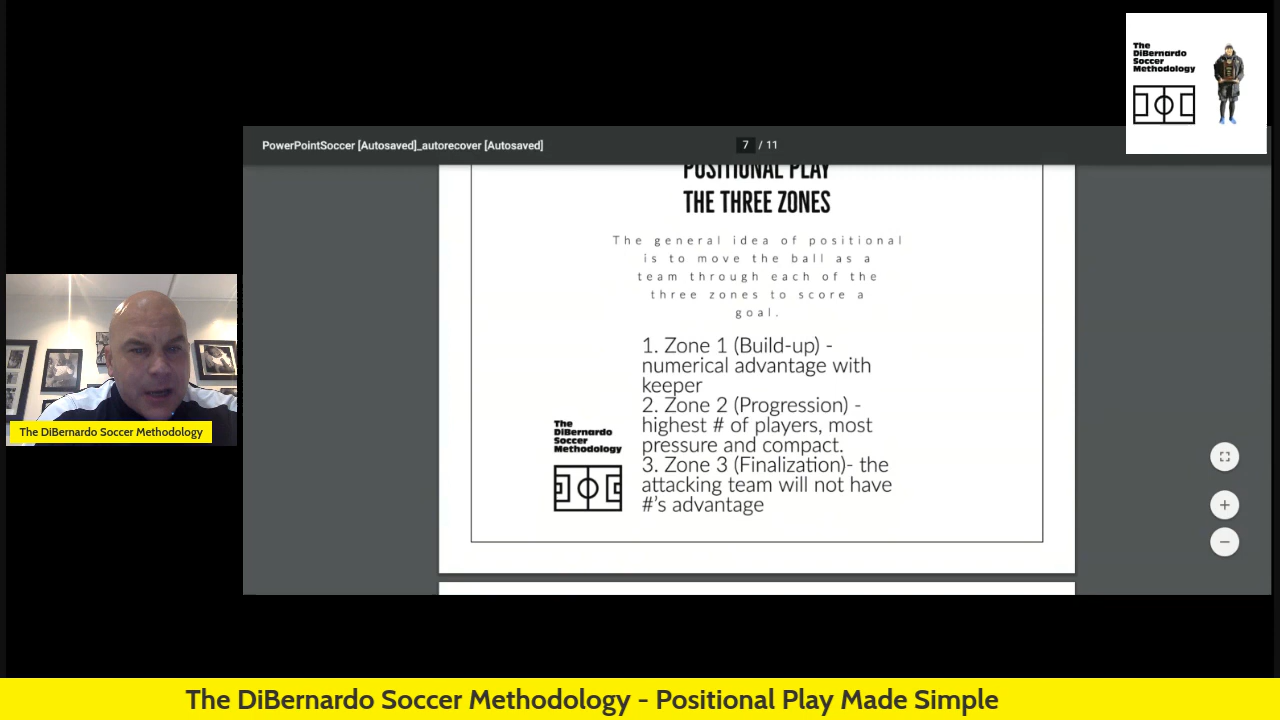 The
DiBernardo
Soccer
Methodology
PowerPointSoccer [Autosaved]_autorecover [Autosaved]
7 / 11
POSITIONAL PLAY
THE THREE ZONES
The general idea of positional
is to move the ball as a
team through each of the
three zones to score a
goal.
1. Zone 1 (Build-up) -
numerical advantage with
keeper
2. Zone 2 (Progression) -
highest # of players, most
pressure and compact.
3. Zone 3 (Finalization)- the
attacking team will not have
#'s advantage
The
DiBernardo
Soccer
Methodology
The DiBernardo Soccer Methodology
The DiBernardo Soccer Methodology - Positional Play Made Simple